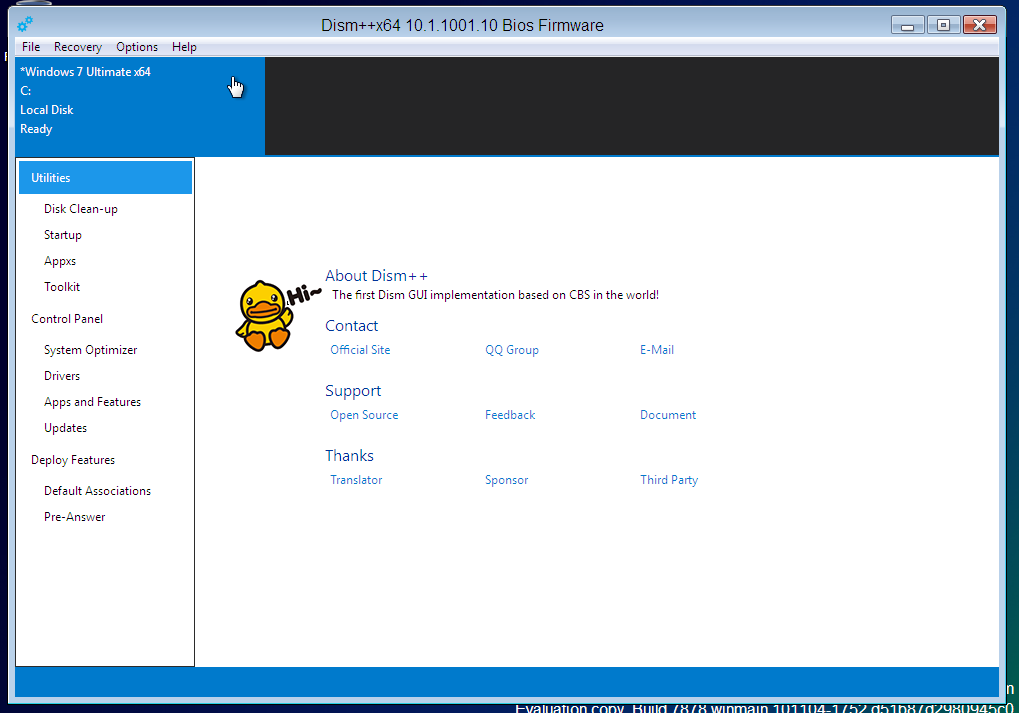 Dism++x64 10.1.1001.10 Bios Firmware
File Recovery Options Help
*Windows 7 Ultimate x64
C:
Local Disk
Ready
Utilities
Disk Clean-up
Startup
Appxs
Toolkit
Control Panel
System Optimizer
Drivers
Apps and Features
Updates
Deploy Features
Default Associations
Pre-Answer
Hi~
About Dism++
The first Dism GUI implementation based on CBS in the world!
Contact
Official Site QQ Group E-Mail
Support
Open Source Feedback Document
Thanks
Translator Sponsor Third Party
Evaluation copy. Build 7878.winmain.101104-1752.d51b87d2980945c0